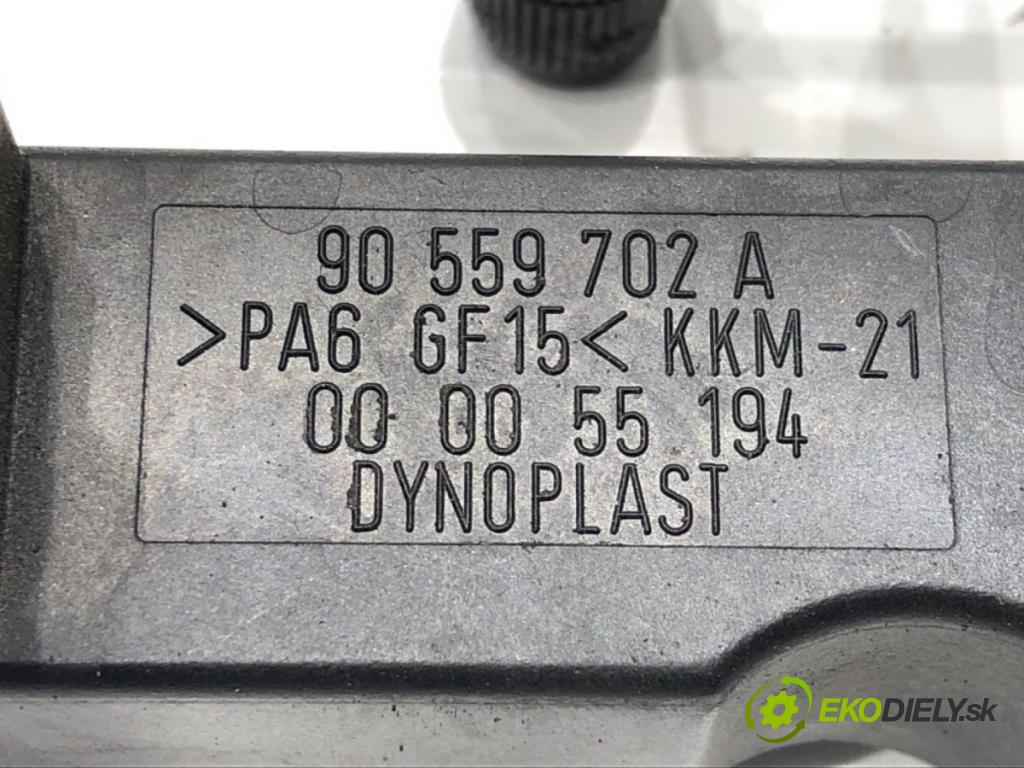 90 559 702 A
>PA6 GF15< KKM-21
00 00 55 194
DYNOPLAST
EKODIELY.sk